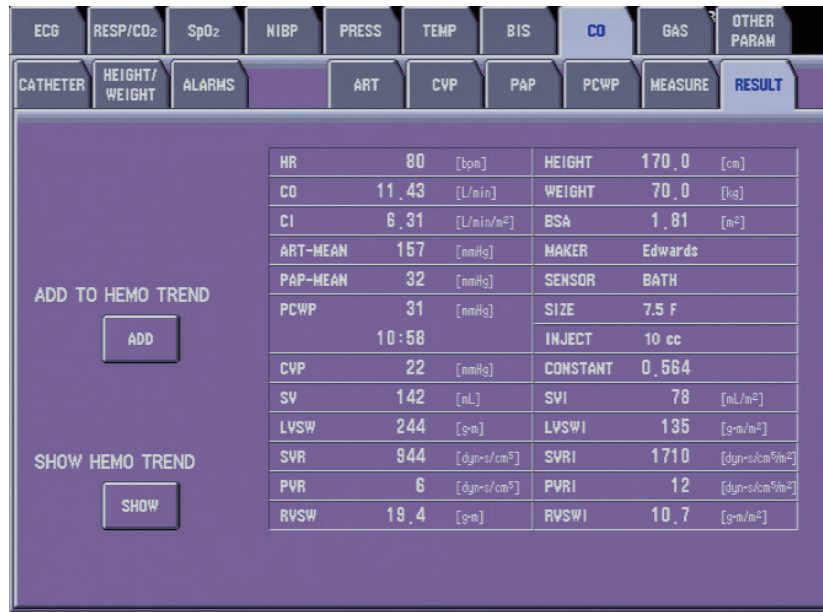 ECG RESP/CO₂ SpO₂ NIBP PRESS TEMP BIS CO GAS OTHER PARAM
CATHETER HEIGHT/ WEIGHT ALARMS ART CVP PAP PCWP MEASURE RESULT
HR 80 [bpm] HEIGHT 170.0 [cm]
CO 11.43 [L/min] WEIGHT 70.0 [kg]
CI 6.31 [L/min/m²] BSA 1.81 [m²]
ART-MEAN 157 [mmHg] MAKER Edwards
PAP-MEAN 32 [mmHg] SENSOR BATH
ADD TO HEMO TREND
PCWP 31 [mmHg] SIZE 7.5 F
ADD
10:58 INJECT 10 cc
CVP 22 [mmHg] CONSTANT 0.564
SV 142 [mL] SVI 78 [mL/m²]
LVSW 244 [g·m] LVSWI 135 [g·m/m²]
SHOW HEMO TREND
SVR 944 [dyn·s/cm⁵] SVRI 1710 [dyn·s/cm⁵/m²]
PVR 6 [dyn·s/cm⁵] PVRI 12 [dyn·s/cm⁵/m²]
SHOW
RVSW 19.4 [g·m] RVSWI 10.7 [g·m/m²]